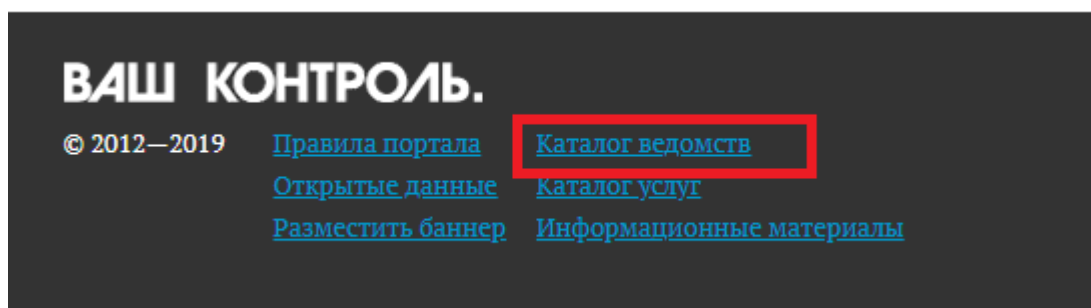 ВАШ КОНТРОЛЬ.
© 2012—2019 Правила портала Каталог ведомств
Открытые данные Каталог услуг
Разместить баннер Информационные материалы